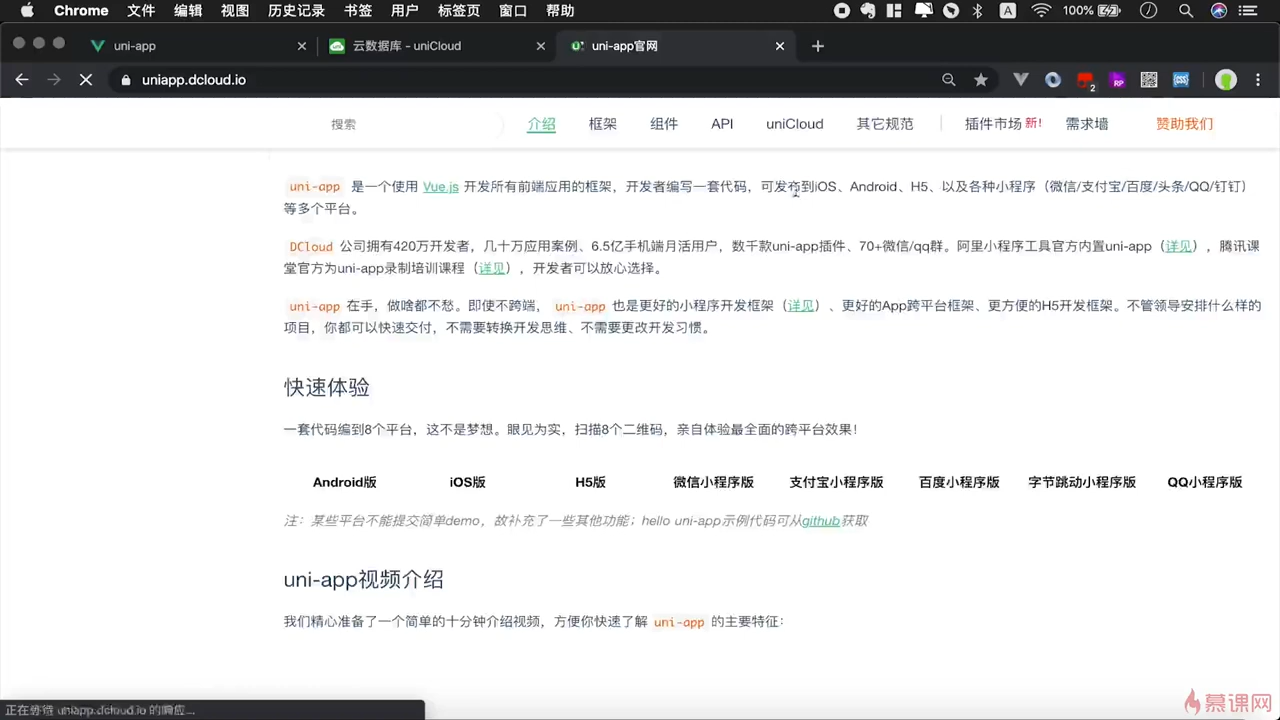 Chrome 文件 编辑 视图 历史记录 书签 用户 标签页 窗口 帮助 100%
uni-app 云数据库 - uniCloud uni-app官网
uniapp.dcloud.io
搜索 介绍 框架 组件 API uniCloud 其它规范 插件市场 新! 需求墙 赞助我们
uni-app 是一个使用 Vue.js 开发所有前端应用的框架，开发者编写一套代码，可发布到iOS、Android、H5、以及各种小程序（微信/支付宝/百度/头条/QQ/钉钉）
等多个平台。
DCloud 公司拥有420万开发者，几十万应用案例、6.5亿手机端月活用户，数千款uni-app插件、70+微信/qq群。阿里小程序工具官方内置uni-app（详见），腾讯课
堂官方为uni-app录制培训课程（详见），开发者可以放心选择。
uni-app 在手，做啥都不愁。即使不跨端，uni-app 也是更好的小程序开发框架（详见）、更好的App跨平台框架、更方便的H5开发框架。不管领导安排什么样的
项目，你都可以快速交付，不需要转换开发思维、不需要更改开发习惯。
快速体验
一套代码编到8个平台，这不是梦想。眼见为实，扫描8个二维码，亲自体验最全面的跨平台效果！
Android版 iOS版 H5版 微信小程序版 支付宝小程序版 百度小程序版 字节跳动小程序版 QQ小程序版
注：某些平台不能提交简单demo，故补充了一些其他功能；hello uni-app示例代码可从github获取
uni-app视频介绍
我们精心准备了一个简单的十分钟介绍视频，方便你快速了解 uni-app 的主要特征：
正在等待 uniapp.dcloud.io 的响应...
慕课网